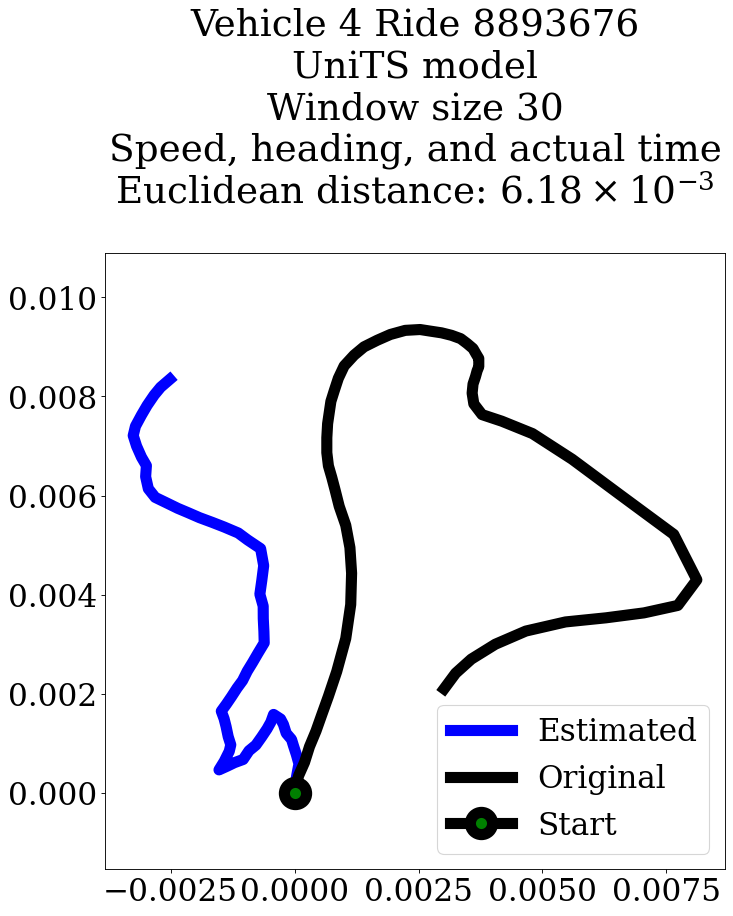 Vehicle 4 Ride 8893676
UniTS model
Window size 30
Speed, heading, and actual time
Euclidean distance: 6.18 × 10⁻³
0.010
0.008
0.006
0.004
0.002
0.000
Estimated
Original
Start
−0.0025 0.0000 0.0025 0.0050 0.0075